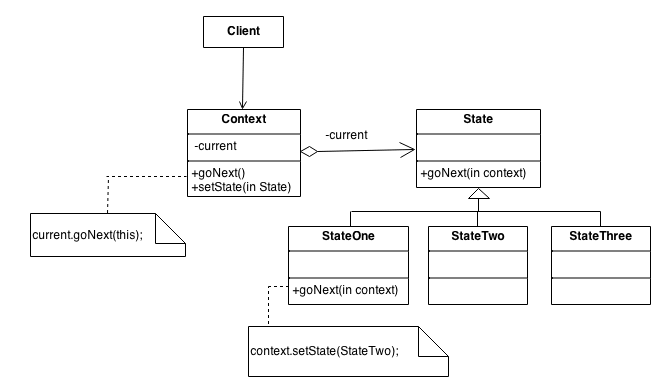 Client
Context
-current
+goNext()
+setState(in State)
-current
State
+goNext(in context)
current.goNext(this);
StateOne
+goNext(in context)
StateTwo
StateThree
context.setState(StateTwo);